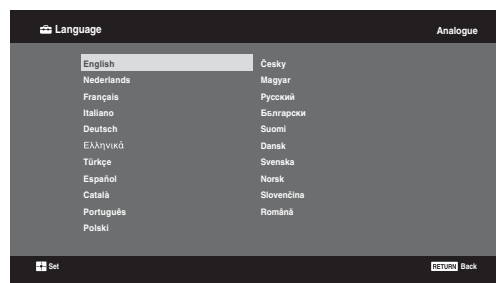 Language
Analogue
English
Nederlands
Français
Italiano
Deutsch
Ελληνικά
Türkçe
Español
Català
Português
Polski
Česky
Magyar
Русский
Български
Suomi
Dansk
Svenska
Norsk
Slovenčina
Română
Set
RETURN Back